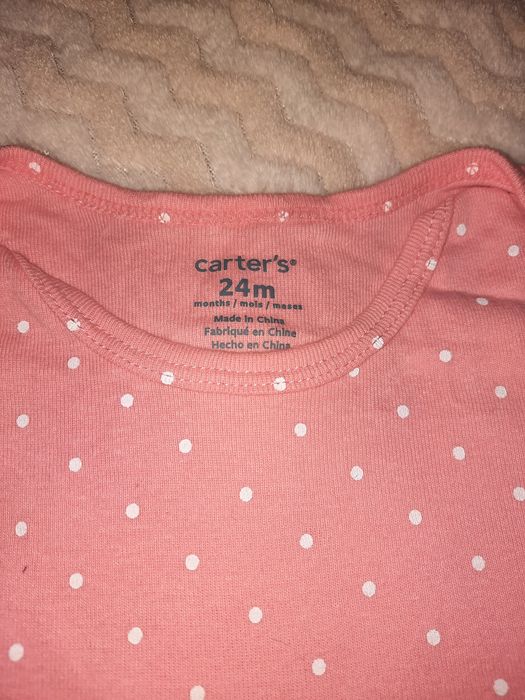 carter's®
24m
months / mois / meses
Made in China
Fabriqué en Chine
Hecho en China